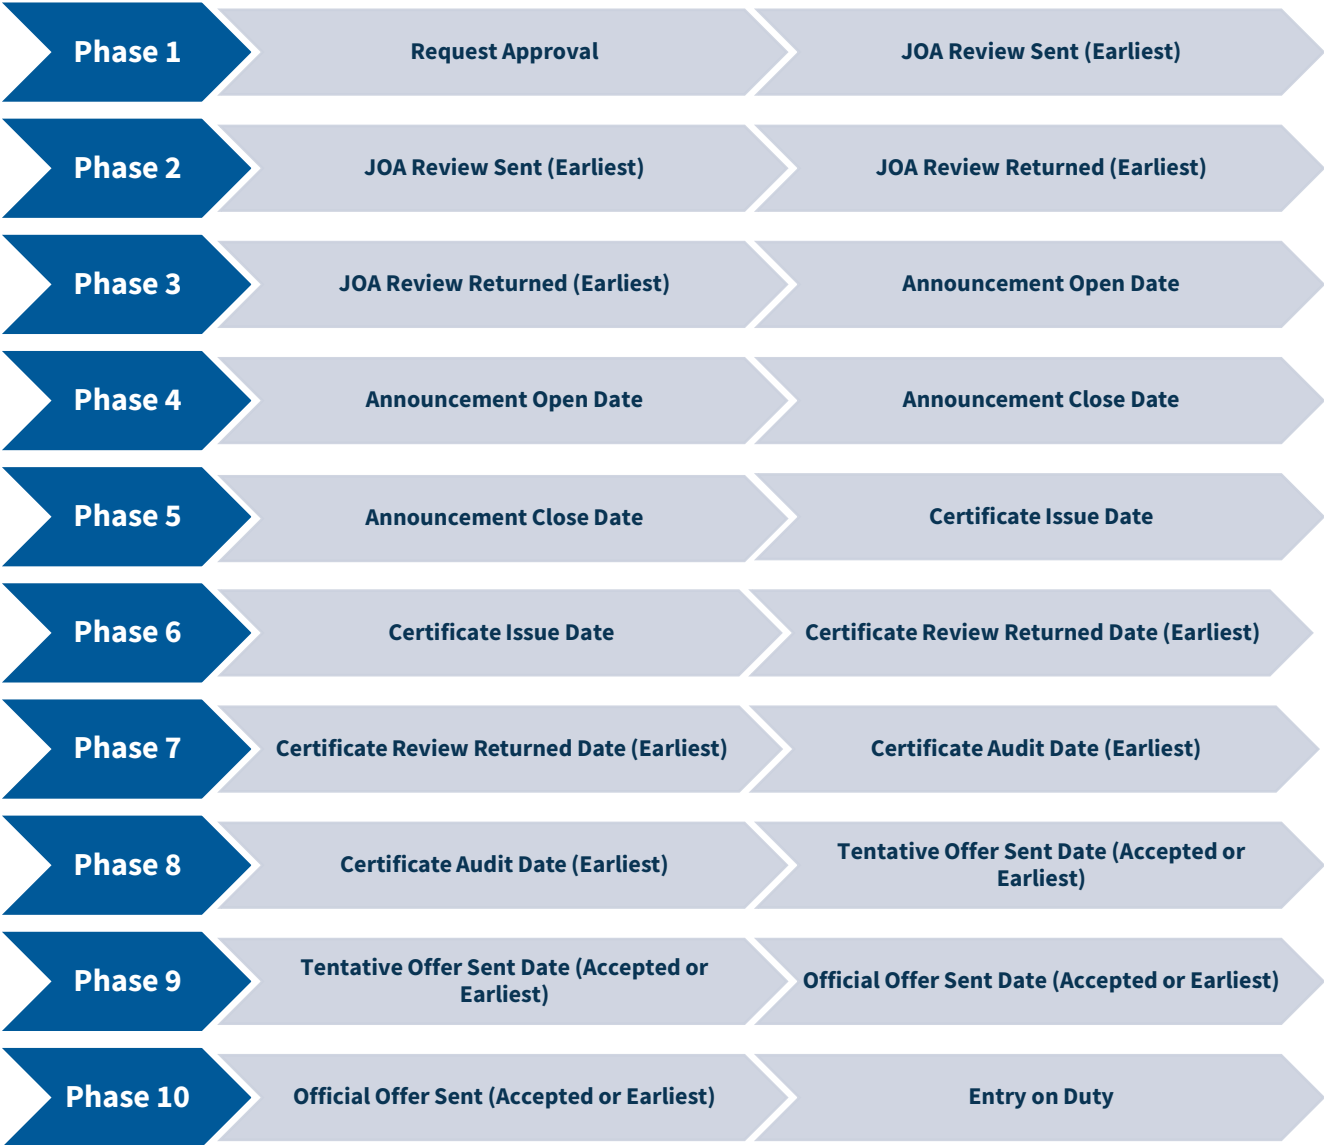 Phase 1
Request Approval
JOA Review Sent (Earliest)
Phase 2
JOA Review Sent (Earliest)
JOA Review Returned (Earliest)
Phase 3
JOA Review Returned (Earliest)
Announcement Open Date
Phase 4
Announcement Open Date
Announcement Close Date
Phase 5
Announcement Close Date
Certificate Issue Date
Phase 6
Certificate Issue Date
Certificate Review Returned Date (Earliest)
Phase 7
Certificate Review Returned Date (Earliest)
Certificate Audit Date (Earliest)
Phase 8
Certificate Audit Date (Earliest)
Tentative Offer Sent Date (Accepted or
Earliest)
Phase 9
Tentative Offer Sent Date (Accepted or
Earliest)
Official Offer Sent Date (Accepted or Earliest)
Phase 10
Official Offer Sent (Accepted or Earliest)
Entry on Duty